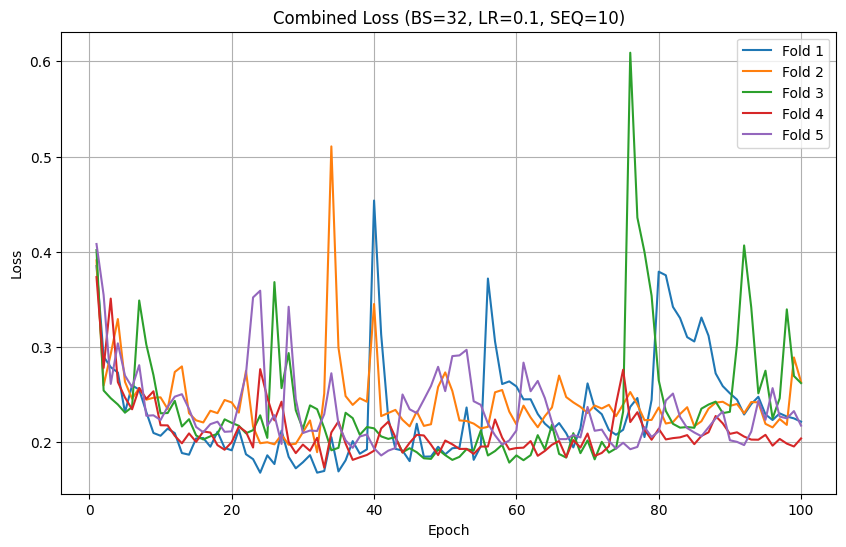 Combined Loss (BS=32, LR=0.1, SEQ=10)
Fold 1
Fold 2
Fold 3
Fold 4
Fold 5
Loss
0.6
0.5
0.4
0.3
0.2
0 20 40 60 80 100
Epoch